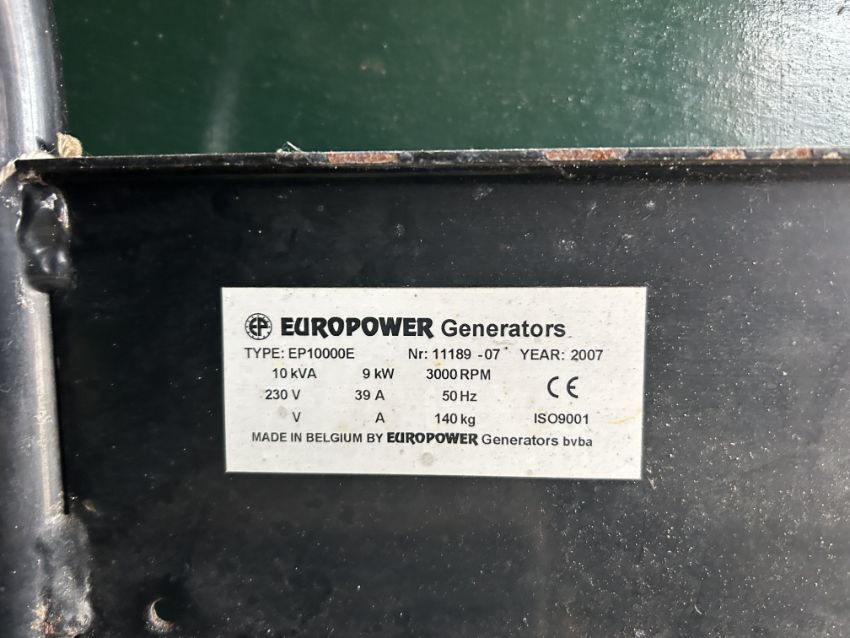 EP EUROPOWER Generators
TYPE: EP10000E Nr: 11189 -07 YEAR: 2007
10 kVA 9 kW 3000 RPM
230 V 39 A 50 Hz CE
V A 140 kg ISO9001
MADE IN BELGIUM BY EUROPOWER Generators bvba